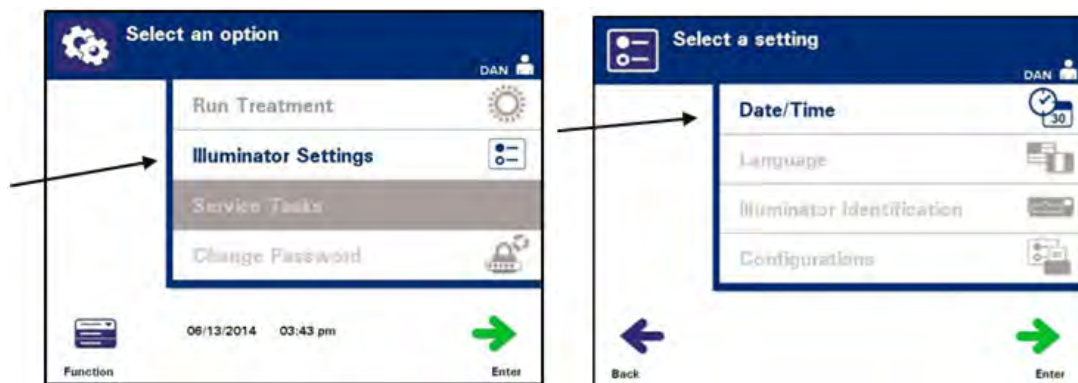 Select an option
DAN
Run Treatment
Illuminator Settings
Service Tasks
Change Password
06/13/2014 03:43 pm
Function
Enter
Select a setting
DAN
Date/Time
30
Language
Illuminator Identification
Configurations
Back
Enter